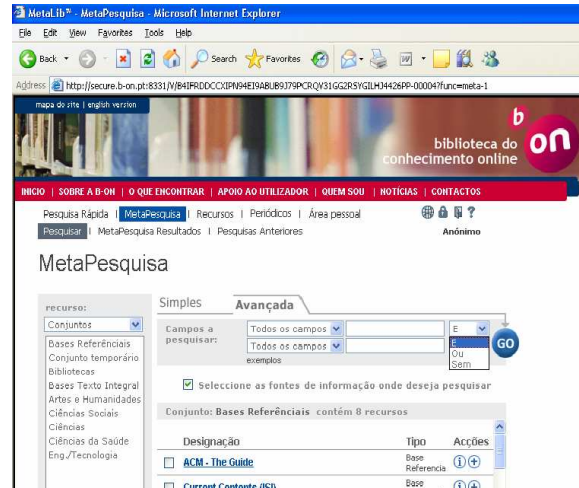 MetaLib® - MetaPesquisa - Microsoft Internet Explorer
File Edit View Favorites Tools Help
Back Search Favorites
Address http://secure.b-on.pt:8331/V/B4IFRDDCCXIPN94EI9ABUB9J79PCRQV31GG2RSYGILHJ4426PP-00004?func=meta-1
mapa do site | english version
b
on
biblioteca do
conhecimento online
INICIO | SOBRE A B-ON | O QUE ENCONTRAR | APOIO AO UTILIZADOR | QUEM SOU | NOTÍCIAS | CONTACTOS
Pesquisa Rápida | MetaPesquisa | Recursos | Periódicos | Área pessoal
Pesquisar | MetaPesquisa Resultados | Pesquisas Anteriores Anónimo
MetaPesquisa
recurso:
Conjuntos
Bases Referênciais
Conjunto temporário
Bibliotecas
Bases Texto Integral
Artes e Humanidades
Ciências Sociais
Ciências
Ciências da Saúde
Eng./Tecnologia
Simples Avançada
Campos a pesquisar: Todos os campos E
Todos os campos
exemplos
E
Ou
Sem
GO
Seleccione as fontes de informação onde deseja pesquisar
Conjunto: Bases Referênciais contém 8 recursos
Designação Tipo Acções
ACM - The Guide Base Referencia
Current Contents (ISI) Base